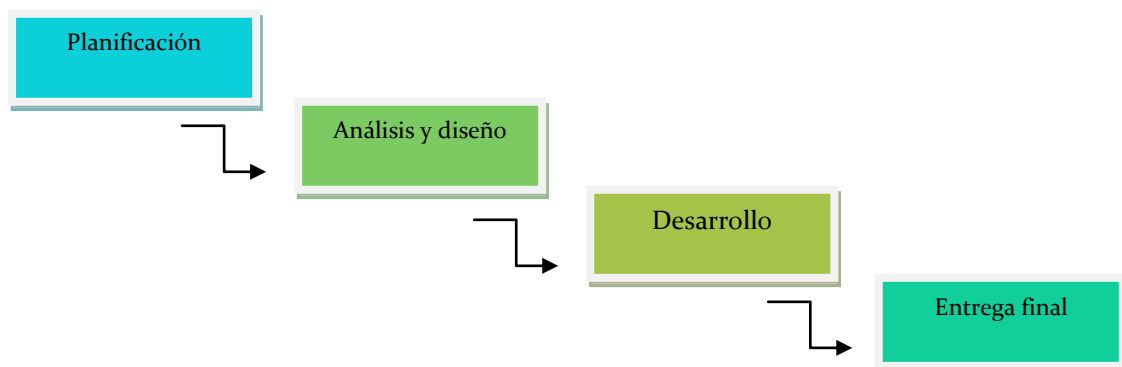 Planificación
Análisis y diseño
Desarrollo
Entrega final